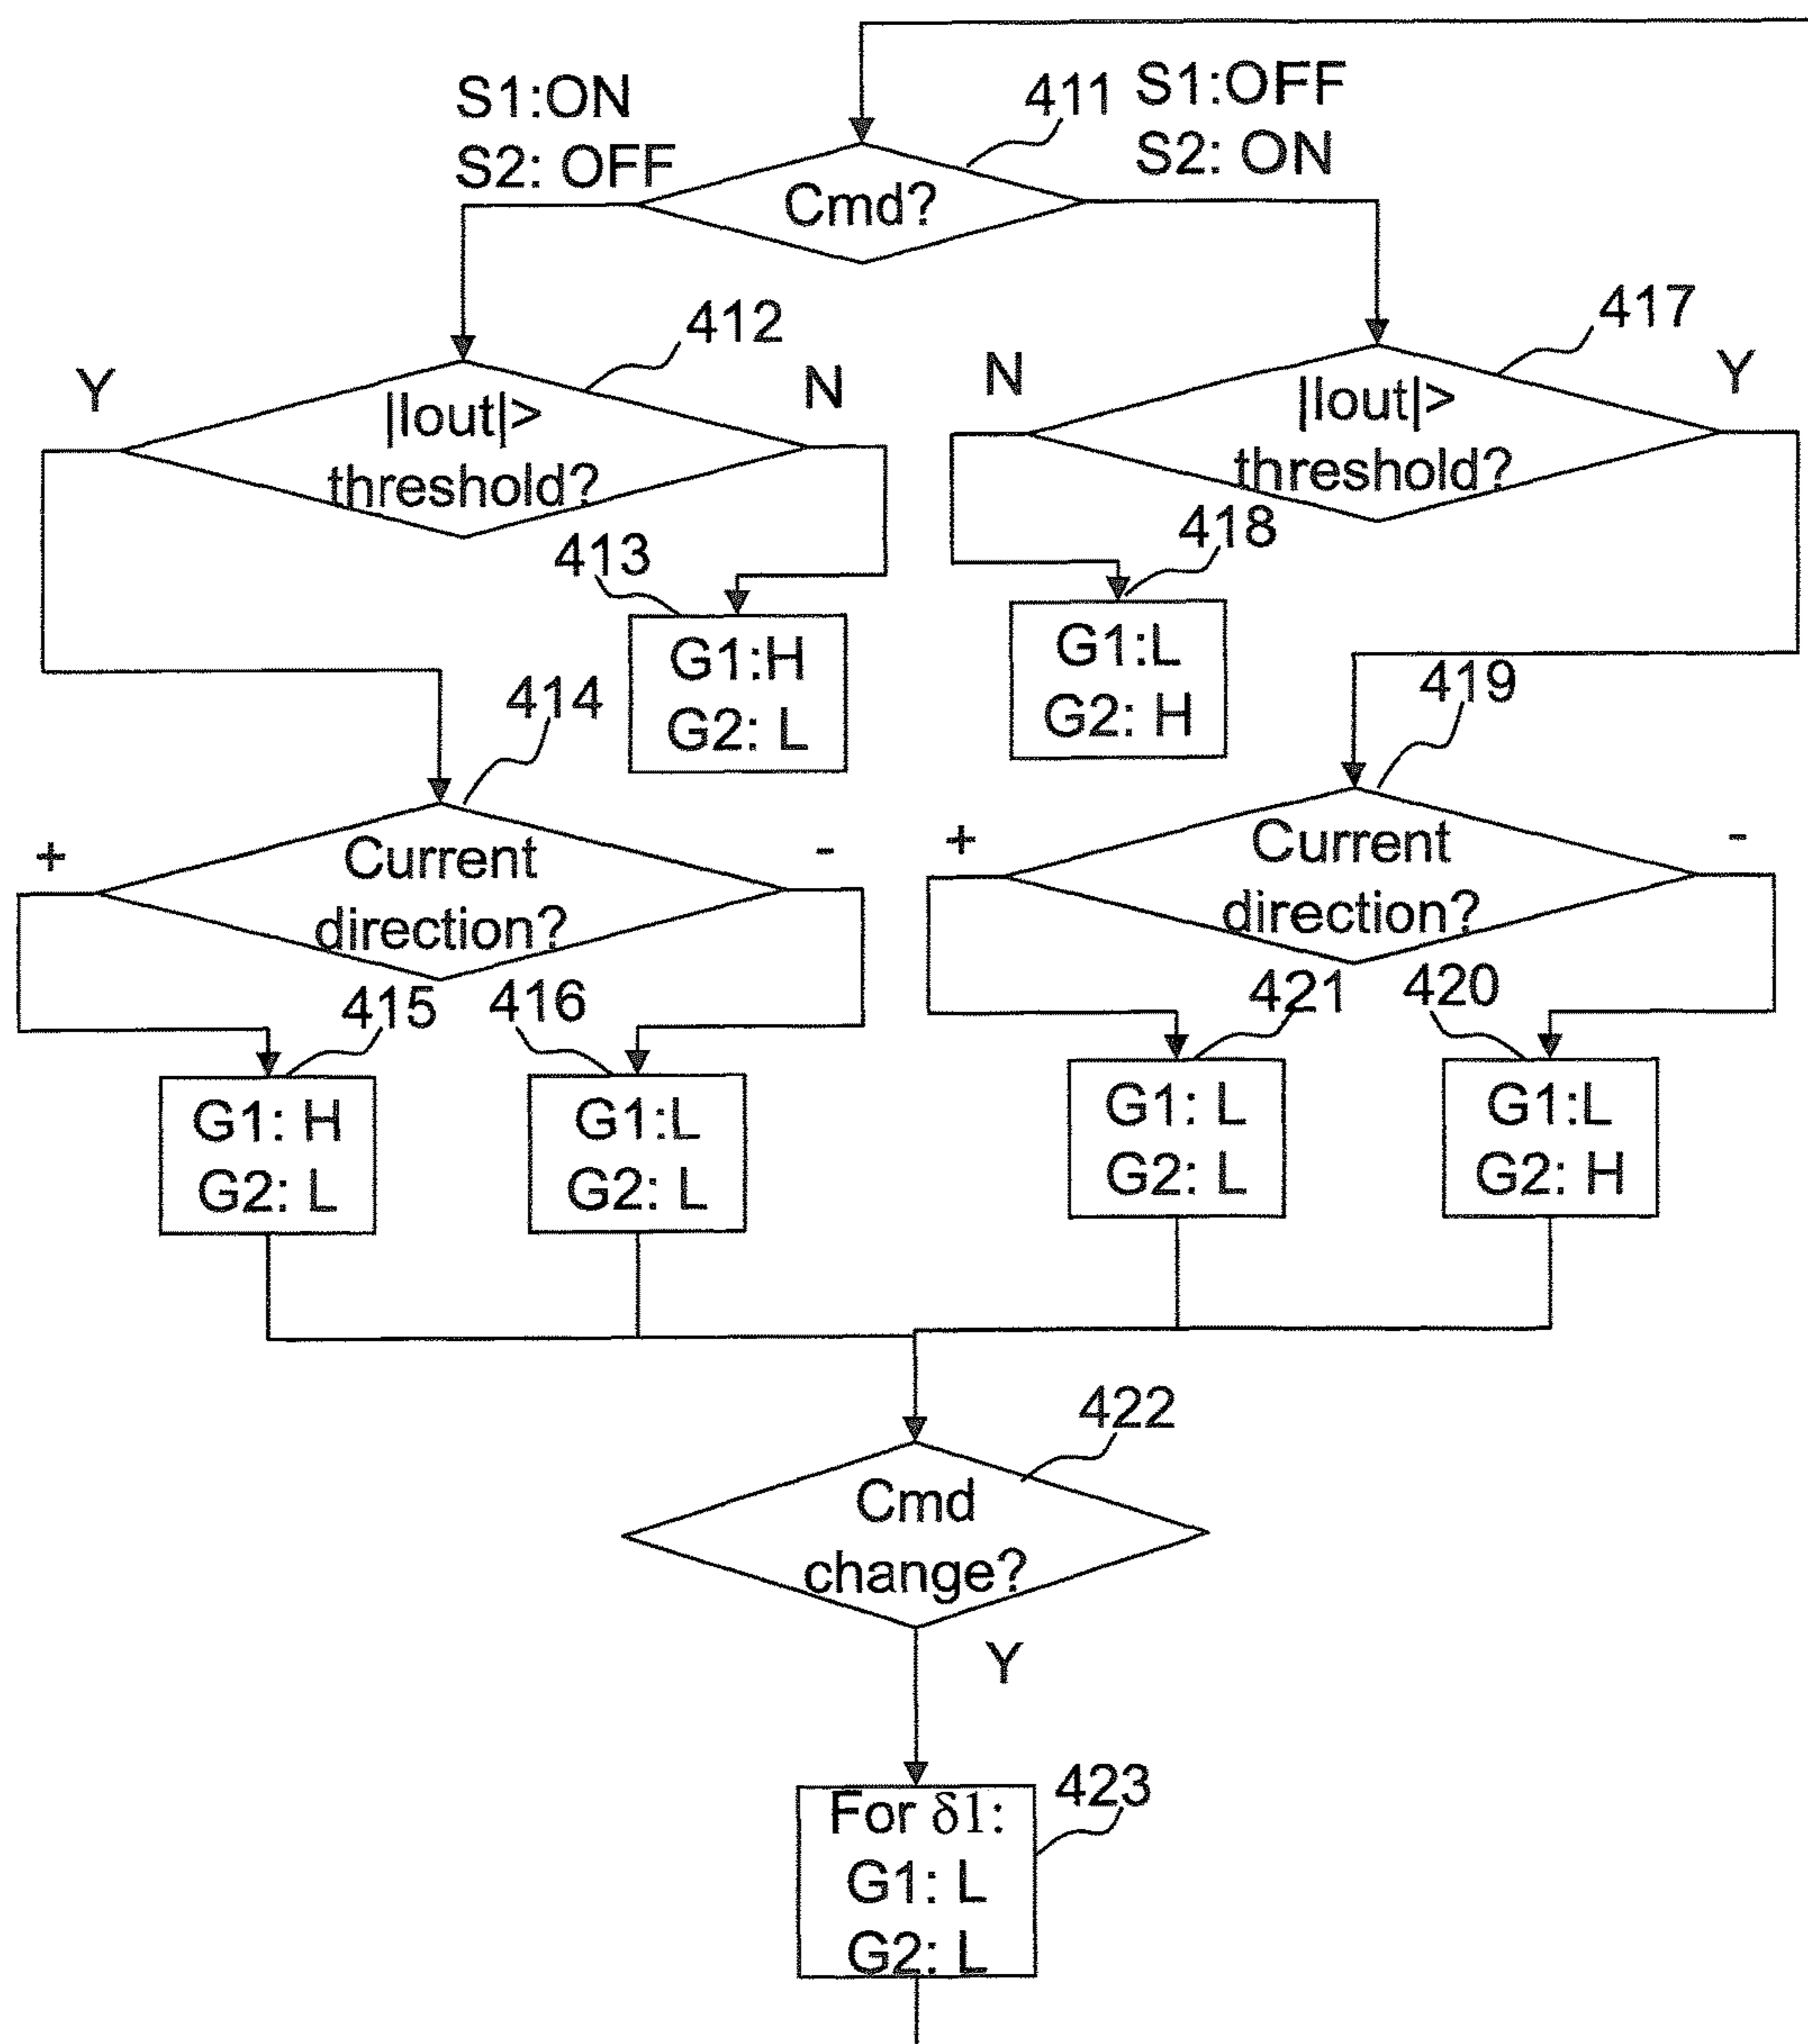 S1:ON
S2: OFF
411
S1:OFF
S2: ON
Cmd?
412
417
Y
|Iout|>
threshold?
N
N
|Iout|>
threshold?
Y
413
G1:H
G2: L
418
G1:L
G2: H
414
419
+
Current
direction?
-
+
Current
direction?
-
415
416
421
420
G1: H
G2: L
G1:L
G2: L
G1: L
G2: L
G1:L
G2: H
422
Cmd
change?
Y
423
For δ1:
G1: L
G2: L